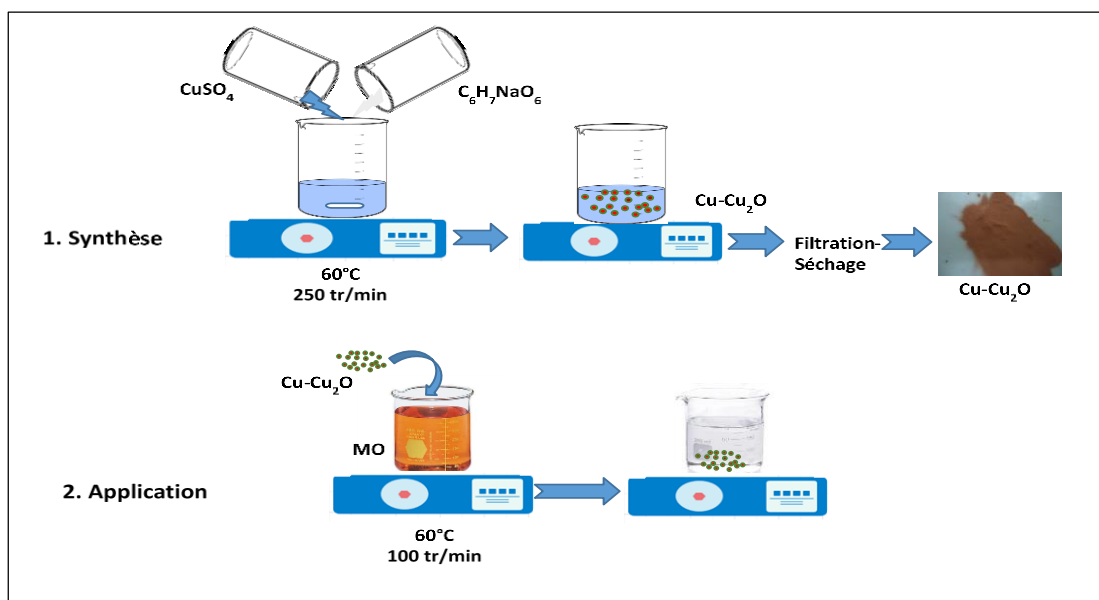 CuSO₄
C₆H₇NaO₆
Cu-Cu₂O
1. Synthèse
Filtration-
Séchage
60°C
250 tr/min
Cu-Cu₂O
Cu-Cu₂O
MO
2. Application
60°C
100 tr/min